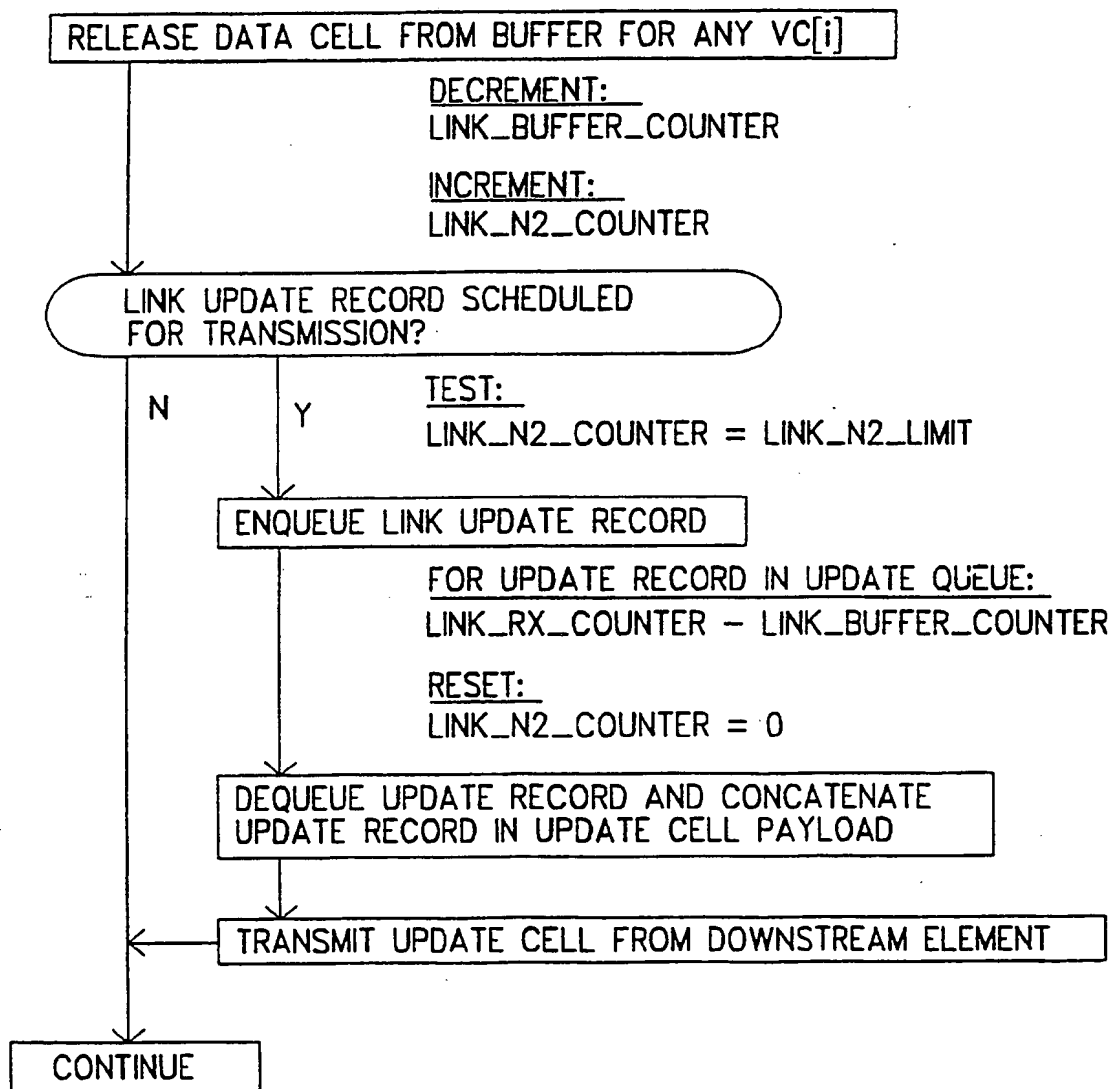 RELEASE DATA CELL FROM BUFFER FOR ANY VC[i]
DECREMENT:
LINK_BUFFER_COUNTER
INCREMENT:
LINK_N2_COUNTER
LINK UPDATE RECORD SCHEDULED
FOR TRANSMISSION?
N
Y
TEST:
LINK_N2_COUNTER = LINK_N2_LIMIT
ENQUEUE LINK UPDATE RECORD
FOR UPDATE RECORD IN UPDATE QUEUE:
LINK_RX_COUNTER - LINK_BUFFER_COUNTER
RESET:
LINK_N2_COUNTER = 0
DEQUEUE UPDATE RECORD AND CONCATENATE
UPDATE RECORD IN UPDATE CELL PAYLOAD
TRANSMIT UPDATE CELL FROM DOWNSTREAM ELEMENT
CONTINUE